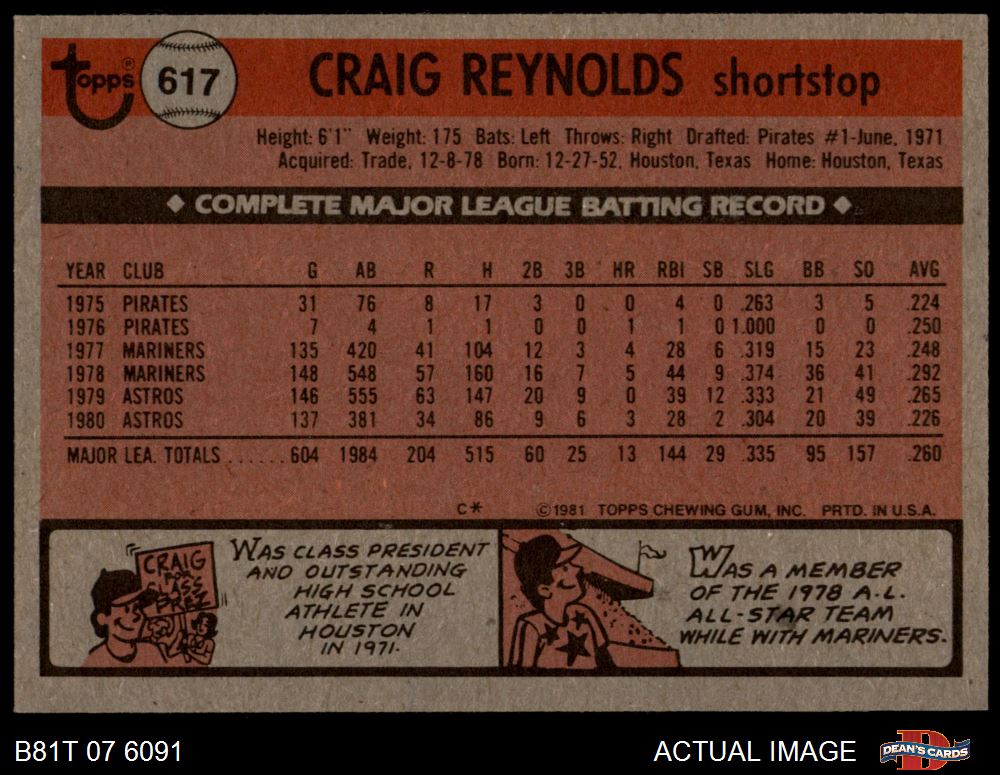 Topps® 617 CRAIG REYNOLDS shortstop
Height: 6'1" Weight: 175 Bats: Left Throws: Right Drafted: Pirates #1-June, 1971
Acquired: Trade, 12-8-78 Born: 12-27-52, Houston, Texas Home: Houston, Texas
◆ COMPLETE MAJOR LEAGUE BATTING RECORD ◆
YEAR CLUB G AB R H 2B 3B HR RBI SB SLG BB SO AVG
1975 PIRATES 31 76 8 17 3 0 0 4 0 .263 3 5 .224
1976 PIRATES 7 4 1 1 0 0 1 1 0 1.000 0 0 .250
1977 MARINERS 135 420 41 104 12 3 4 28 6 .319 15 23 .248
1978 MARINERS 148 548 57 160 16 7 5 44 9 .374 36 41 .292
1979 ASTROS 146 555 63 147 20 9 0 39 12 .333 21 49 .265
1980 ASTROS 137 381 34 86 9 6 3 28 2 .304 20 39 .226
MAJOR LEA. TOTALS ...... 604 1984 204 515 60 25 13 144 29 .335 95 157 .260
C* ©1981 TOPPS CHEWING GUM, INC. PRTD. IN U.S.A.
CRAIG
FOR
CLASS
PREZ
WAS CLASS PRESIDENT
AND OUTSTANDING
HIGH SCHOOL
ATHLETE IN
HOUSTON
IN 1971.
WAS A MEMBER
OF THE 1978 A.L.
ALL-STAR TEAM
WHILE WITH MARINERS.
B81T 07 6091 ACTUAL IMAGE DEAN'S CARDS